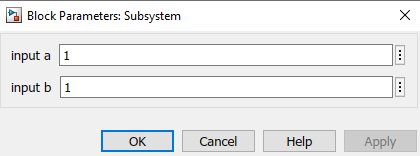 Block Parameters: Subsystem
input a 1
input b 1
OK Cancel Help Apply